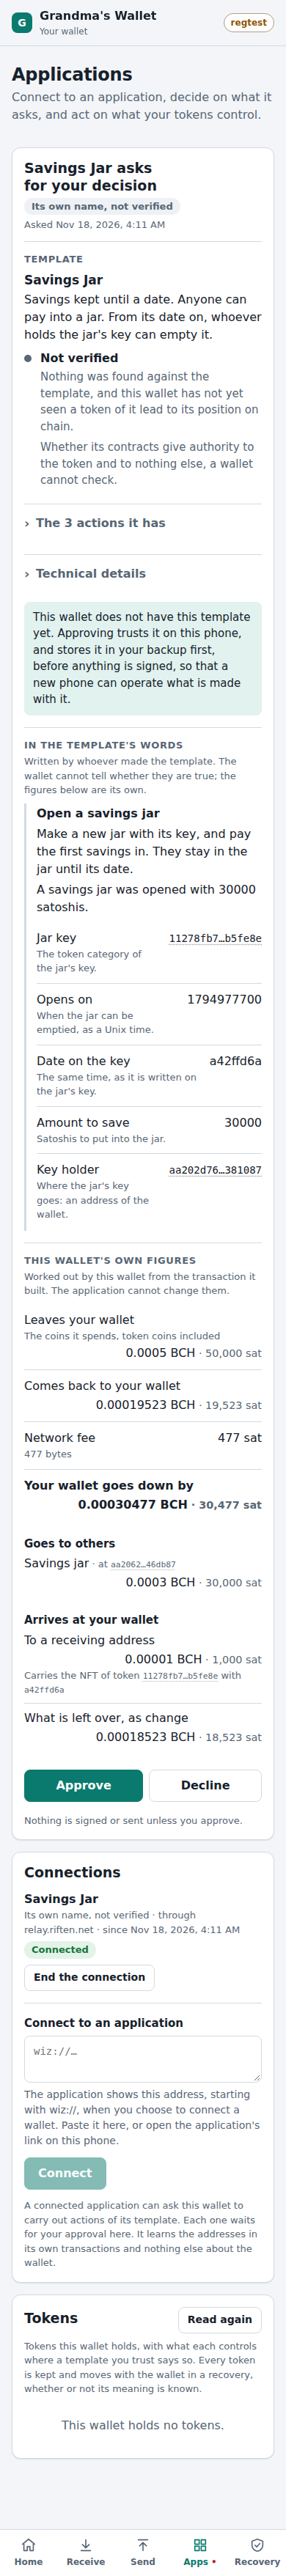 G
Grandma's Wallet
Your wallet
regtest
Applications
Connect to an application, decide on what it
asks, and act on what your tokens control.
Savings Jar asks
for your decision
Its own name, not verified
Asked Nov 18, 2026, 4:11 AM
TEMPLATE
Savings Jar
Savings kept until a date. Anyone can
pay into a jar. From its date on, whoever
holds the jar's key can empty it.
Not verified
Nothing was found against the
template, and this wallet has not yet
seen a token of it lead to its position on
chain.
Whether its contracts give authority to
the token and to nothing else, a wallet
cannot check.
› The 3 actions it has
› Technical details
This wallet does not have this template
yet. Approving trusts it on this phone,
and stores it in your backup first,
before anything is signed, so that a
new phone can operate what is made
with it.
IN THE TEMPLATE'S WORDS
Written by whoever made the template. The
wallet cannot tell whether they are true; the
figures below are its own.
Open a savings jar
Make a new jar with its key, and pay
the first savings in. They stay in the
jar until its date.
A savings jar was opened with 30000
satoshis.
Jar key 11278fb7…b5fe8e
The token category of
the jar's key.
Opens on 1794977700
When the jar can be
emptied, as a Unix time.
Date on the key a42ffd6a
The same time, as it is written on
the jar's key.
Amount to save 30000
Satoshis to put into the jar.
Key holder aa202d76…381087
Where the jar's key
goes: an address of the
wallet.
THIS WALLET'S OWN FIGURES
Worked out by this wallet from the transaction it
built. The application cannot change them.
Leaves your wallet
The coins it spends, token coins included
0.0005 BCH · 50,000 sat
Comes back to your wallet
0.00019523 BCH · 19,523 sat
Network fee 477 sat
477 bytes
Your wallet goes down by
0.00030477 BCH · 30,477 sat
Goes to others
Savings jar · at aa2062…46db87
0.0003 BCH · 30,000 sat
Arrives at your wallet
To a receiving address
0.00001 BCH · 1,000 sat
Carries the NFT of token 11278fb7…b5fe8e with
a42ffd6a
What is left over, as change
0.00018523 BCH · 18,523 sat
Approve
Decline
Nothing is signed or sent unless you approve.
Connections
Savings Jar
Its own name, not verified · through
relay.riften.net · since Nov 18, 2026, 4:11 AM
Connected
End the connection
Connect to an application
wiz://…
The application shows this address, starting
with wiz://, when you choose to connect a
wallet. Paste it here, or open the application's
link on this phone.
Connect
A connected application can ask this wallet to
carry out actions of its template. Each one waits
for your approval here. It learns the addresses in
its own transactions and nothing else about the
wallet.
Tokens
Read again
Tokens this wallet holds, with what each controls
where a template you trust says so. Every token
is kept and moves with the wallet in a recovery,
whether or not its meaning is known.
This wallet holds no tokens.
Home
Receive
Send
Apps
Recovery